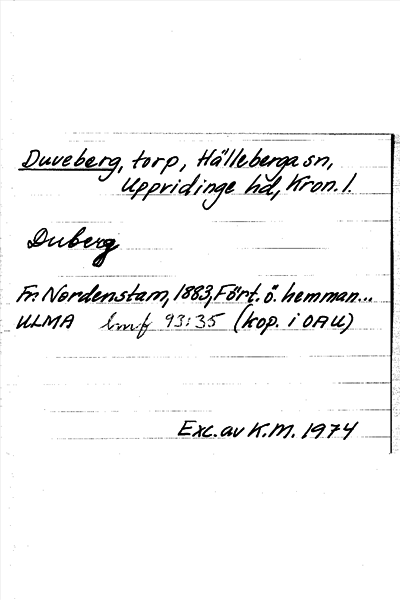 Duveberg, torp, Hälleberga sn,
Uppvidinge hd, Kron. l.
Duberg
Fr. Nordenstam, 1883, Fört. ö. hemman...
ULMA bmf 93:35 (kop. i OAU)
Exc. av K.M. 1974